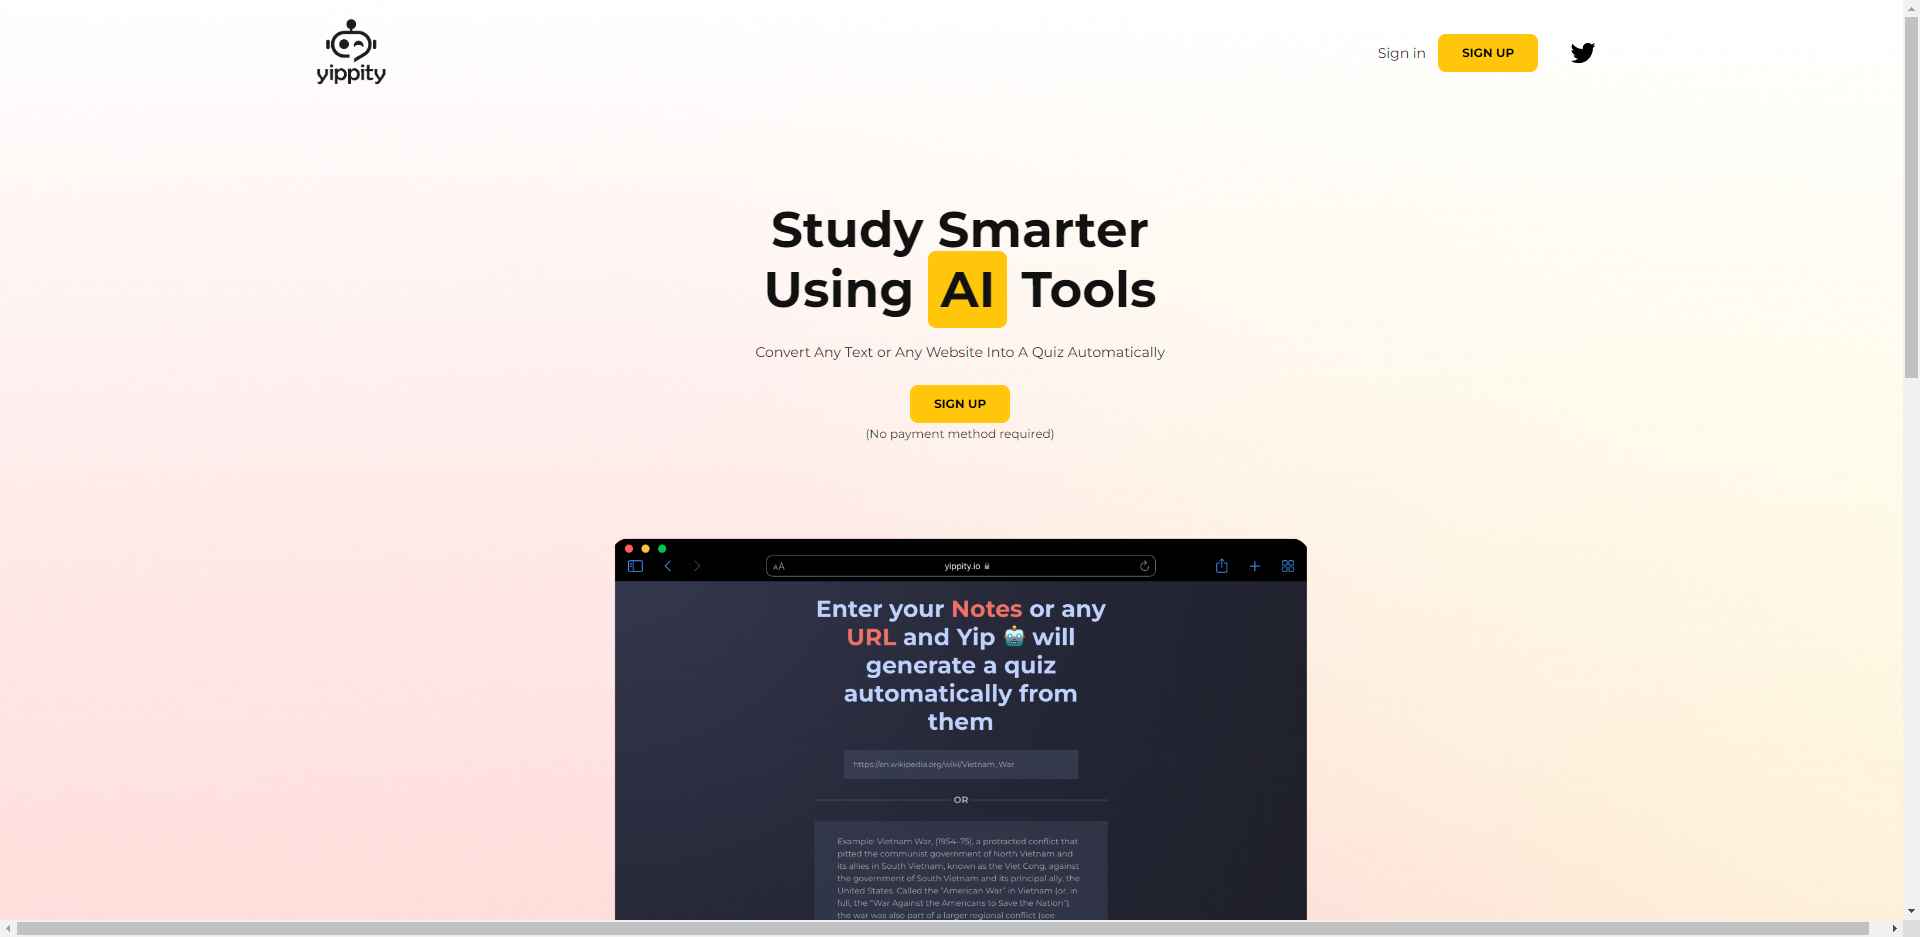 yippity
Sign in
SIGN UP
Study Smarter
Using AI Tools
Convert Any Text or Any Website Into A Quiz Automatically
SIGN UP
(No payment method required)
AA
yippity.io
Enter your Notes or any
URL and Yip 🤖 will
generate a quiz
automatically from
them
https://en.wikipedia.org/wiki/Vietnam_War
OR
Example: Vietnam War, (1954–75), a protracted conflict that
pitted the communist government of North Vietnam and
its allies in South Vietnam, known as the Viet Cong, against
the government of South Vietnam and its principal ally, the
United States. Called the "American War" in Vietnam (or, in
full, the "War Against the Americans to Save the Nation"),
the war was also part of a larger regional conflict (see